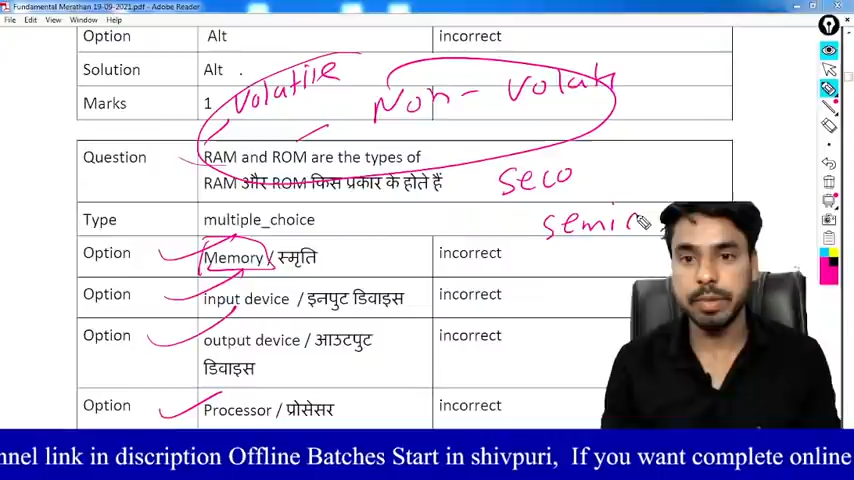 Fundamental Merathan 19-09-2021.pdf - Adobe Reader
File Edit View Window Help
Option Alt incorrect
Solution Alt .
Marks 1
Volatile
Non - Volati
Question RAM and ROM are the types of
RAM और ROM किस प्रकार के होते हैं
seco
semic
Type multiple_choice
Option Memory / स्मृति incorrect
Option input device / इनपुट डिवाइस incorrect
Option output device / आउटपुट incorrect
डिवाइस
Option Processor / प्रोसेसर incorrect
nnel link in discription Offline Batches Start in shivpuri, If you want complete online